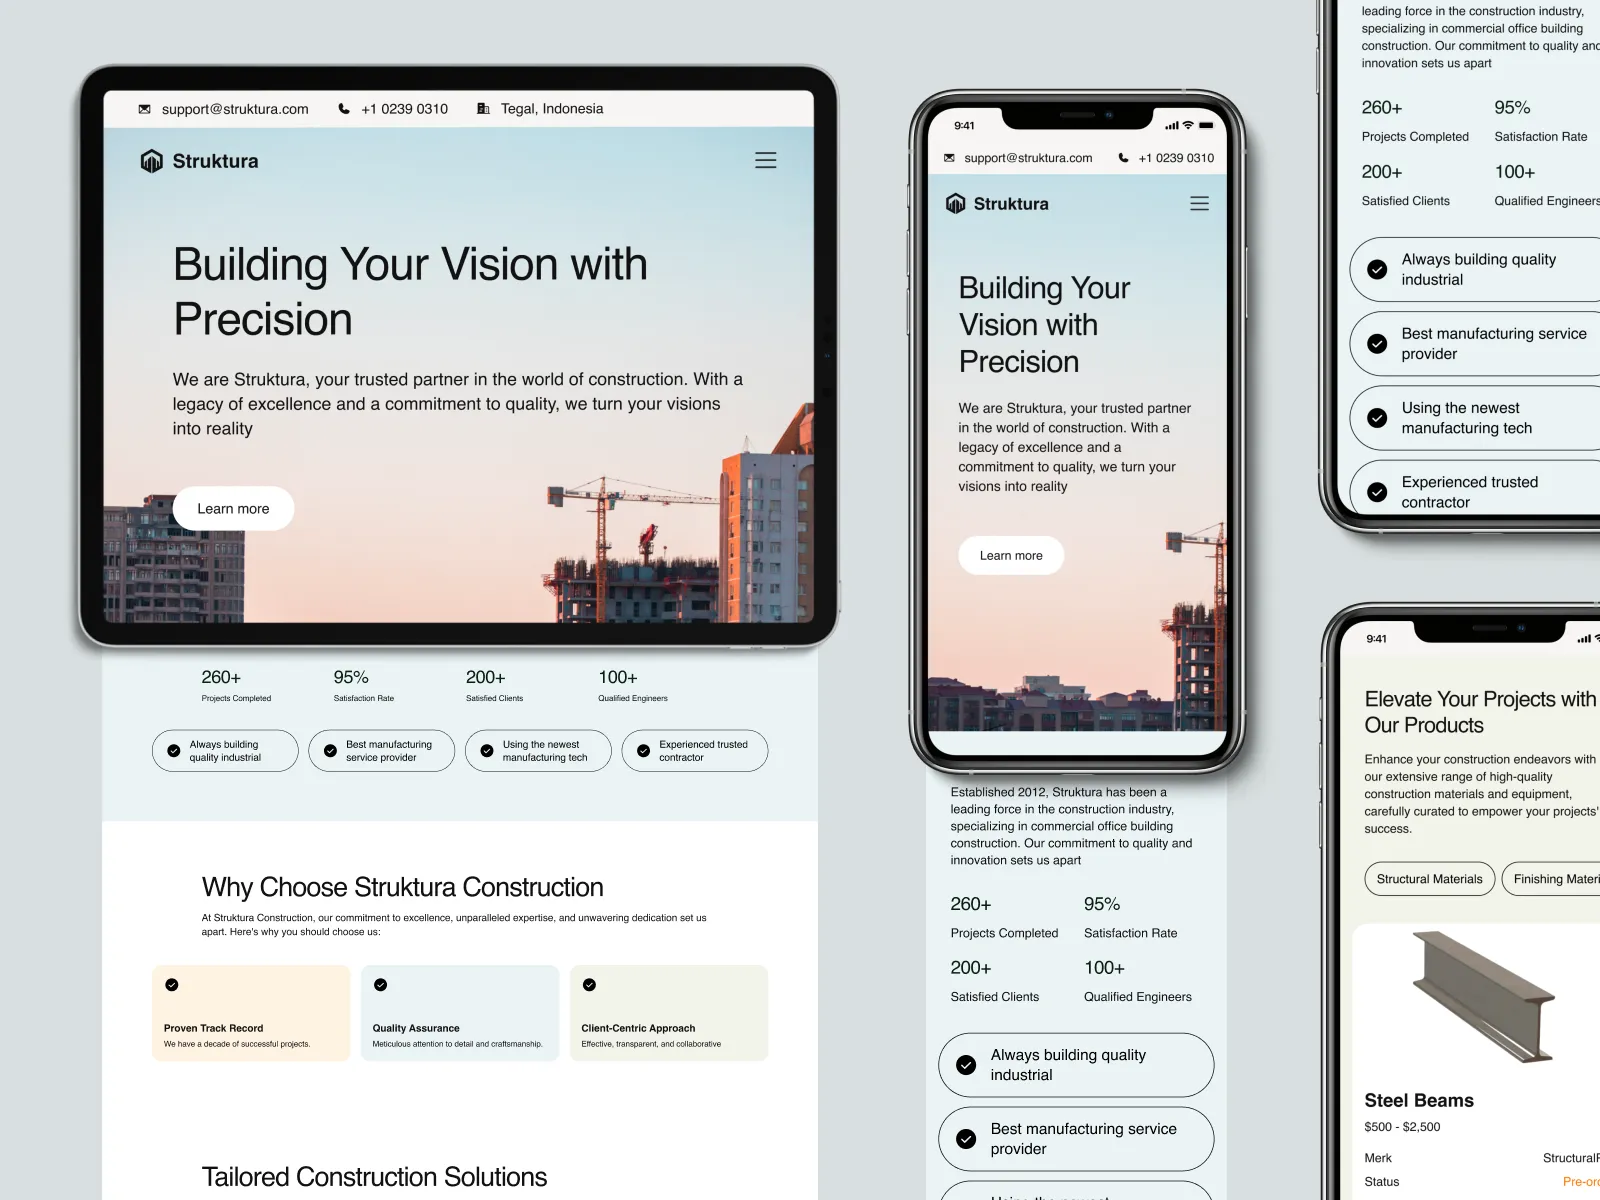 support@struktura.com
+1 0239 0310
Tegal, Indonesia
Struktura
Building Your Vision with
Precision
We are Struktura, your trusted partner in the world of construction. With a
legacy of excellence and a commitment to quality, we turn your visions
into reality
Learn more
260+
95%
200+
100+
Projects Completed
Satisfaction Rate
Satisfied Clients
Qualified Engineers
Always building
quality industrial
Best manufacturing
service provider
Using the newest
manufacturing tech
Experienced trusted
contractor
Why Choose Struktura Construction
At Struktura Construction, our commitment to excellence, unparalleled expertise, and unwavering dedication set us
apart. Here's why you should choose us:
Proven Track Record
We have a decade of successful projects.
Quality Assurance
Meticulous attention to detail and craftsmanship.
Client-Centric Approach
Effective, transparent, and collaborative
Tailored Construction Solutions
9:41
support@struktura.com
+1 0239 0310
Struktura
Building Your
Vision with
Precision
We are Struktura, your trusted partner
in the world of construction. With a
legacy of excellence and a
commitment to quality, we turn your
visions into reality
Learn more
Established 2012, Struktura has been a
leading force in the construction industry,
specializing in commercial office building
construction. Our commitment to quality and
innovation sets us apart
260+
95%
Projects Completed
Satisfaction Rate
200+
100+
Satisfied Clients
Qualified Engineers
Always building quality
industrial
Best manufacturing service
provider
Using the newest
leading force in the construction industry,
specializing in commercial office building
construction. Our commitment to quality and
innovation sets us apart
260+
95%
Projects Completed
Satisfaction Rate
200+
100+
Satisfied Clients
Qualified Engineers
Always building quality
industrial
Best manufacturing service
provider
Using the newest
manufacturing tech
Experienced trusted
contractor
9:41
Elevate Your Projects with
Our Products
Enhance your construction endeavors with
our extensive range of high-quality
construction materials and equipment,
carefully curated to empower your projects'
success.
Structural Materials
Finishing Materi
Steel Beams
$500 - $2,500
Merk
Structural
Status
Pre-or